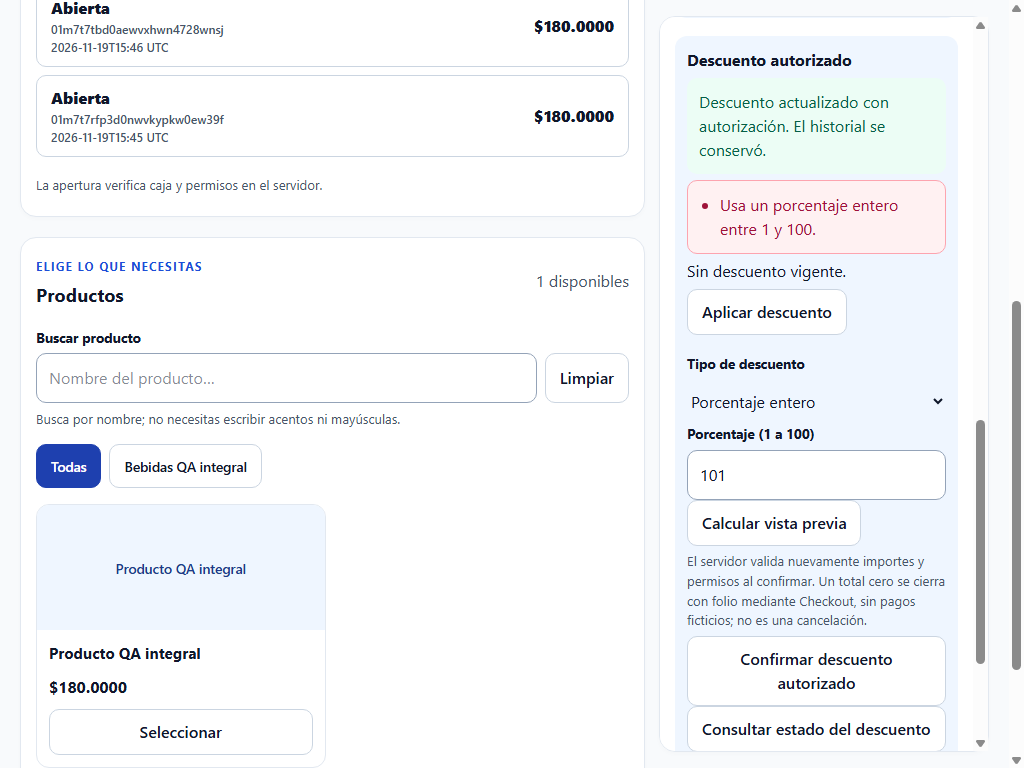 Abierta
01m7t7tbd0aewvxhwn4728wnsj
2026-11-19T15:46 UTC
$180.0000
Abierta
01m7t7rfp3d0nwvkypkw0ew39f
2026-11-19T15:45 UTC
$180.0000
La apertura verifica caja y permisos en el servidor.
ELIGE LO QUE NECESITAS
Productos
1 disponibles
Buscar producto
Nombre del producto...
Limpiar
Busca por nombre; no necesitas escribir acentos ni mayúsculas.
Todas
Bebidas QA integral
Producto QA integral
Producto QA integral
$180.0000
Seleccionar
Descuento autorizado
Descuento actualizado con
autorización. El historial se
conservó.
Usa un porcentaje entero
entre 1 y 100.
Sin descuento vigente.
Aplicar descuento
Tipo de descuento
Porcentaje entero
Porcentaje (1 a 100)
101
Calcular vista previa
El servidor valida nuevamente importes y
permisos al confirmar. Un total cero se cierra
con folio mediante Checkout, sin pagos
ficticios; no es una cancelación.
Confirmar descuento
autorizado
Consultar estado del descuento